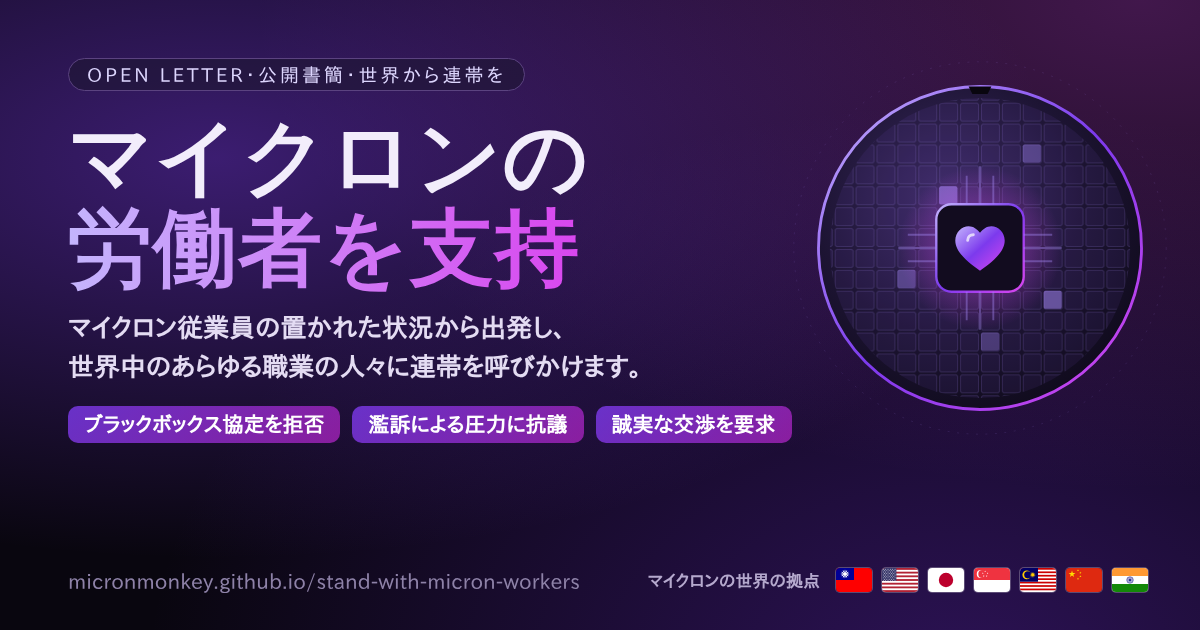 OPEN LETTER·公開書簡·世界から連帯を
マイクロンの
労働者を支持
マイクロン従業員の置かれた状況から出発し、
世界中のあらゆる職業の人々に連帯を呼びかけます。
ブラックボックス協定を拒否
濫訴による圧力に抗議
誠実な交渉を要求
micronmonkey.github.io/stand-with-micron-workers
マイクロンの世界の拠点